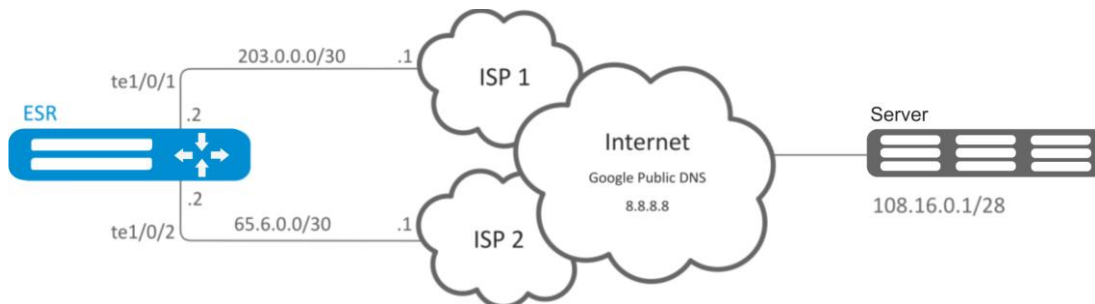 203.0.0.0/30
.1
ISP 1
te1/0/1
ESR
.2
Server
Internet
Google Public DNS
8.8.8.8
.2
108.16.0.1/28
te1/0/2
65.6.0.0/30
.1
ISP 2